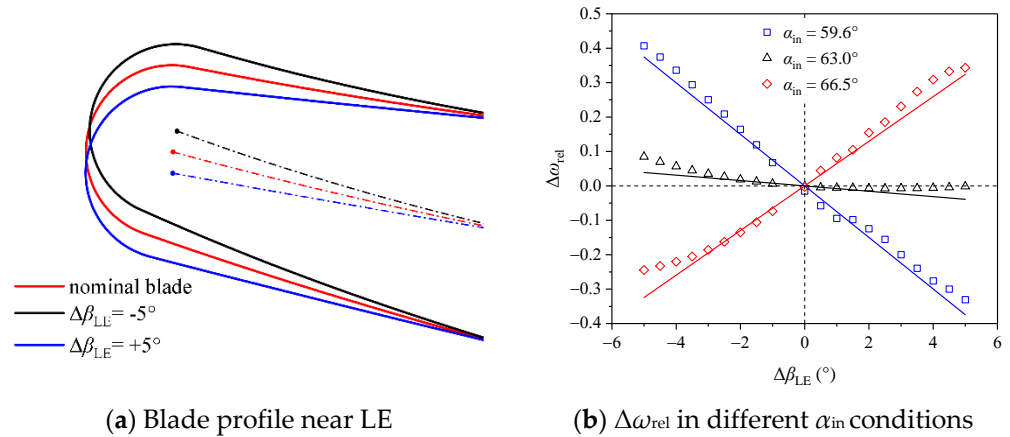 nominal blade
Δβ_LE = -5°
Δβ_LE = +5°
(a) Blade profile near LE
0.5
0.4
0.3
0.2
0.1
0.0
−0.1
−0.2
−0.3
−0.4
Δω_rel
α_in = 59.6°
α_in = 63.0°
α_in = 66.5°
−6 −4 −2 0 2 4 6
Δβ_LE (°)
(b) Δω_rel in different α_in conditions